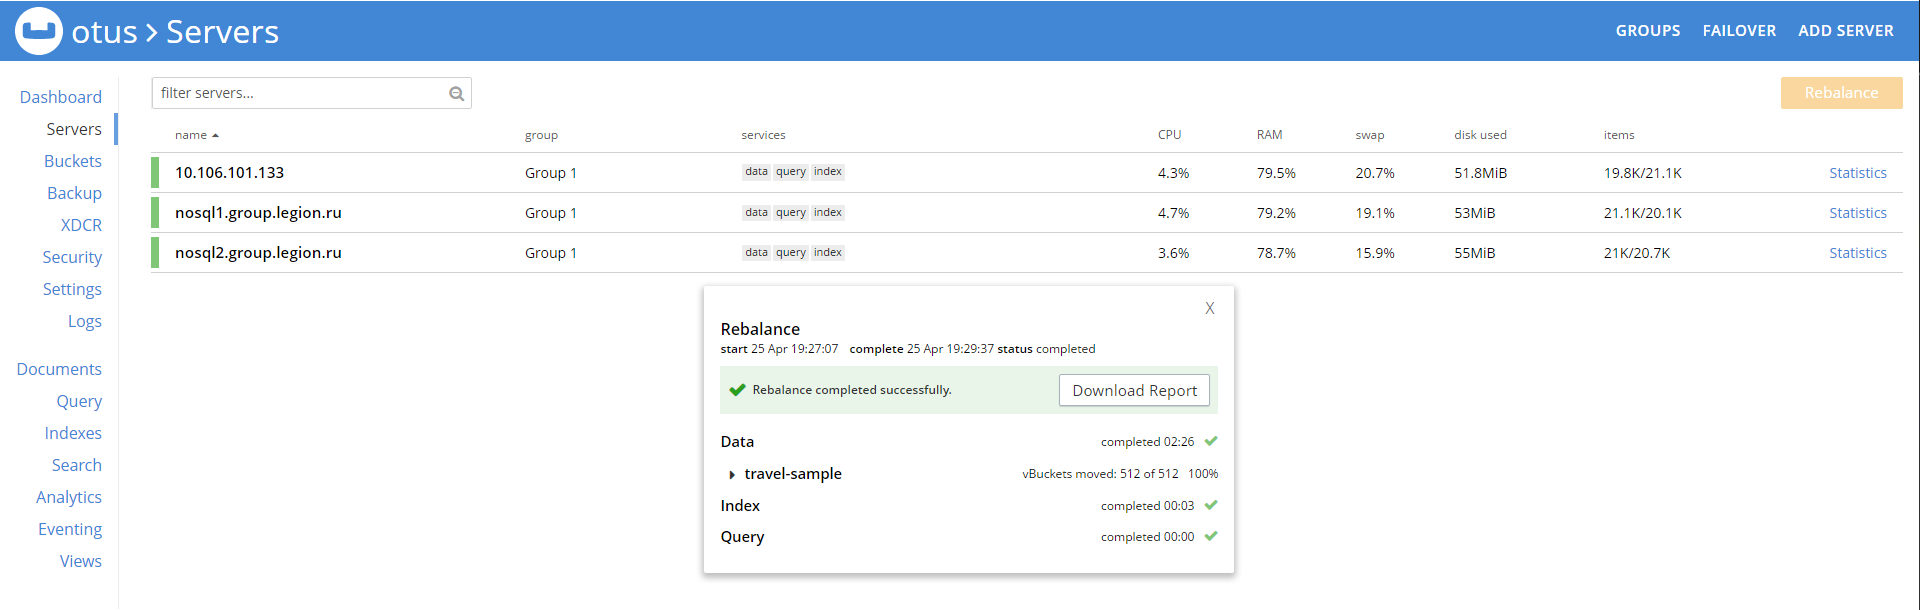 otus > Servers
GROUPS FAILOVER ADD SERVER
Dashboard
Servers
Buckets
Backup
XDCR
Security
Settings
Logs
Documents
Query
Indexes
Search
Analytics
Eventing
Views
filter servers...
Rebalance
name group services CPU RAM swap disk used items
10.106.101.133 Group 1 data query index 4.3% 79.5% 20.7% 51.8MiB 19.8K/21.1K Statistics
nosql1.group.legion.ru Group 1 data query index 4.7% 79.2% 19.1% 53MiB 21.1K/20.1K Statistics
nosql2.group.legion.ru Group 1 data query index 3.6% 78.7% 15.9% 55MiB 21K/20.7K Statistics
X
Rebalance
start 25 Apr 19:27:07 complete 25 Apr 19:29:37 status completed
Rebalance completed successfully. Download Report
Data completed 02:26
travel-sample vBuckets moved: 512 of 512 100%
Index completed 00:03
Query completed 00:00